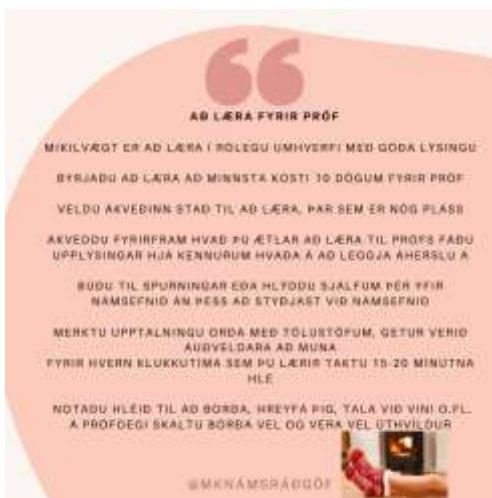 AÐ LÆRA FYRIR PRÓF
MIKILVÆGT ER AÐ LÆRA Í RÓLEGU UMHVERFI MEÐ GÓÐA LÝSINGU
BYRJAÐU AÐ LÆRA AÐ MINNSTA KOSTI 10 DÖGUM FYRIR PRÓF
VELDU ÁKVEÐINN STAÐ TIL AÐ LÆRA, ÞAR SEM ER NÓG PLÁSS
ÁKVEDDU FYRIRFRAM HVAÐ ÞÚ ÆTLAR AÐ LÆRA TIL PRÓFS FÁÐU
UPPLÝSINGAR HJÁ KENNURUM HVAÐA Á AÐ LEGGJA ÁHERSLU Á
BÚÐU TIL SPURNINGAR EÐA HLÝDDU SJÁLFUM ÞÉR YFIR
NÁMSEFNIÐ ÁN ÞESS AÐ STYÐJAST VIÐ NÁMSEFNIÐ
MERKTU UPPTALNINGU ORÐA MEÐ TÖLUSTÖFUM, GETUR VERIÐ
AUÐVELDARA AÐ MUNA
FYRIR HVERN KLUKKUTÍMA SEM ÞÚ LÆRIR TAKTU 15-20 MÍNÚTNA
HLÉ
NOTAÐU HLÉIÐ TIL AÐ BORÐA, HREYFA ÞIG, TALA VIÐ VINI O.FL.
Á PRÓFDEGI SKALTU BORÐA VEL OG VERA VEL ÚTHVÍLDUR
@MKNÁMSRÁÐGJÖF